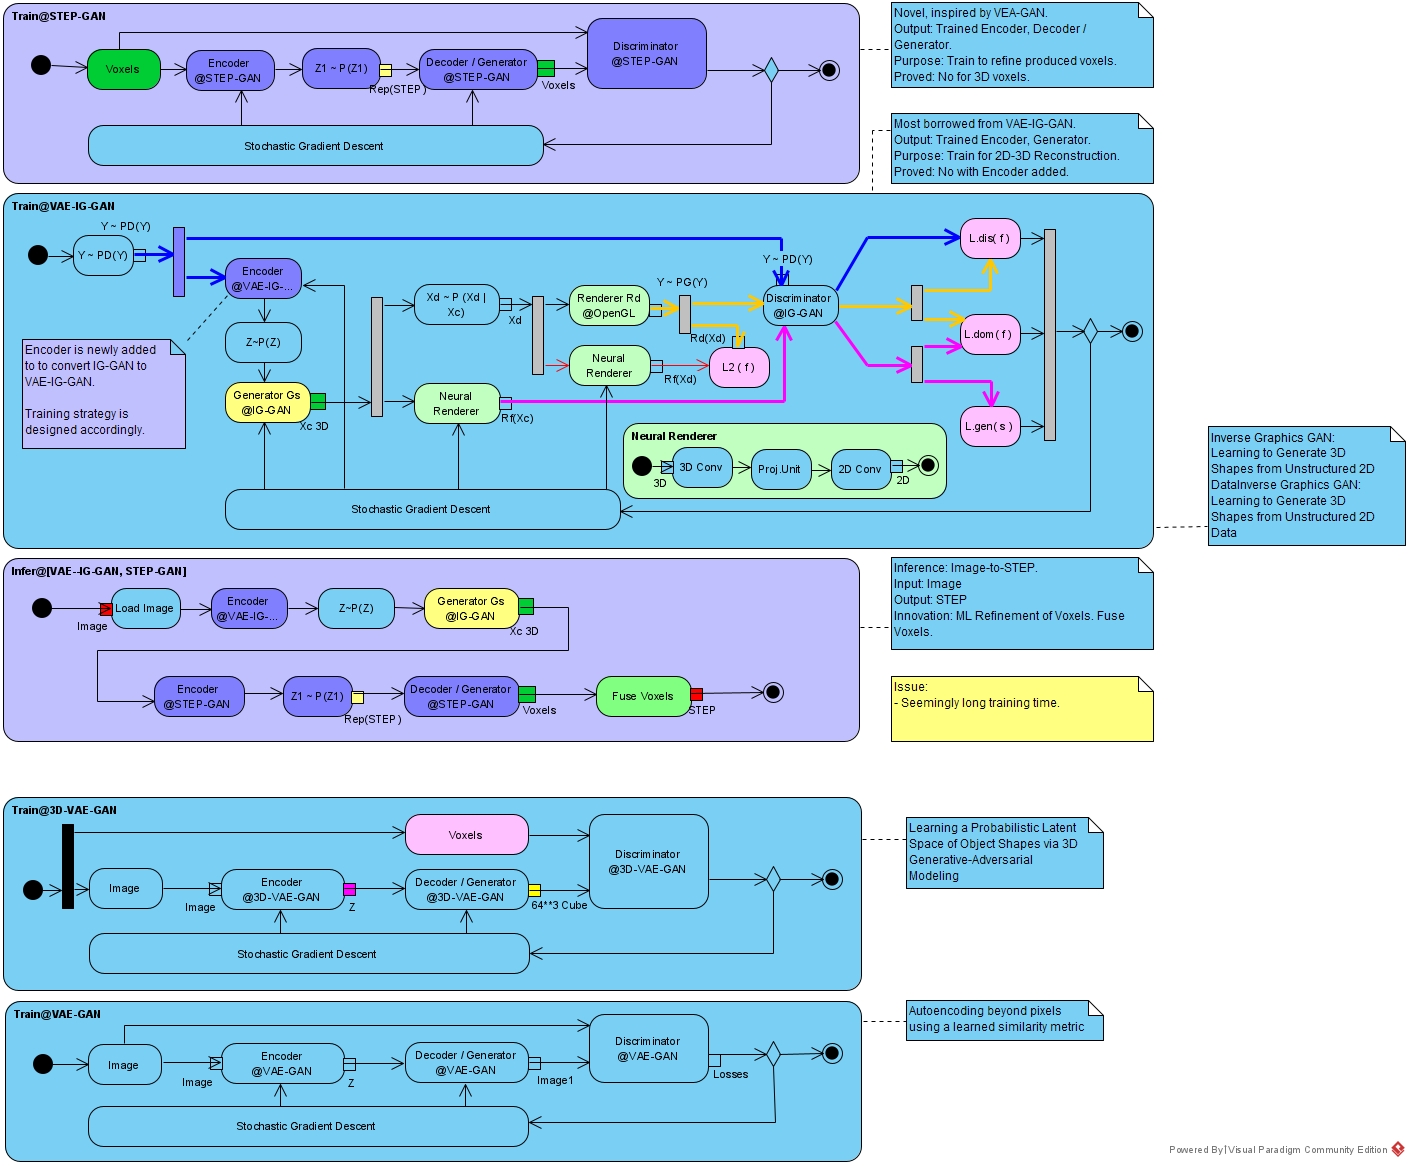 Train@STEP-GAN
Voxels
Encoder
@STEP-GAN
Z1 ~ P(Z1)
Rep(STEP )
Decoder / Generator
@STEP-GAN
Voxels
Discriminator
@STEP-GAN
Stochastic Gradient Descent
Novel, inspired by VEA-GAN.
Output: Trained Encoder, Decoder /
Generator.
Purpose: Train to refine produced voxels.
Proved: No for 3D voxels.
Most borrowed from VAE-IG-GAN.
Output: Trained Encoder, Generator.
Purpose: Train for 2D-3D Reconstruction.
Proved: No with Encoder added.
Train@VAE-IG-GAN
Y ~ PD(Y)
Y ~ PD(Y)
Encoder
@VAE-IG-...
Z~P(Z)
Generator Gs
@IG-GAN
Xc 3D
Encoder is newly added
to to convert IG-GAN to
VAE-IG-GAN.
Training strategy is
designed accordingly.
Xd ~ P (Xd |
Xc)
Xd
Neural
Renderer
Rf(Xc)
Renderer Rd
@OpenGL
Neural
Renderer
Rf(Xd)
Y ~ PG(Y)
Rd(Xd)
L2 ( f )
Y ~ PD(Y)
Discriminator
@IG-GAN
L.dis( f )
L.dom( f )
L.gen( s )
Neural Renderer
3D
3D Conv
Proj.Unit
2D Conv
2D
Stochastic Gradient Descent
Inverse Graphics GAN:
Learning to Generate 3D
Shapes from Unstructured 2D
DataInverse Graphics GAN:
Learning to Generate 3D
Shapes from Unstructured 2D
Data
Infer@[VAE--IG-GAN, STEP-GAN]
Image
Load Image
Encoder
@VAE-IG-...
Z~P(Z)
Generator Gs
@IG-GAN
Xc 3D
Encoder
@STEP-GAN
Z1 ~ P(Z1)
Rep(STEP )
Decoder / Generator
@STEP-GAN
Voxels
Fuse Voxels
STEP
Inference: Image-to-STEP.
Input: Image
Output: STEP
Innovation: ML Refinement of Voxels. Fuse
Voxels.
Issue:
- Seemingly long training time.
Train@3D-VAE-GAN
Voxels
Image
Image
Encoder
@3D-VAE-GAN
Z
Decoder / Generator
@3D-VAE-GAN
64**3 Cube
Discriminator
@3D-VAE-GAN
Stochastic Gradient Descent
Learning a Probabilistic Latent
Space of Object Shapes via 3D
Generative-Adversarial
Modeling
Train@VAE-GAN
Image
Image
Encoder
@VAE-GAN
Z
Decoder / Generator
@VAE-GAN
Image1
Discriminator
@VAE-GAN
Losses
Stochastic Gradient Descent
Autoencoding beyond pixels
using a learned similarity metric
Powered By Visual Paradigm Community Edition